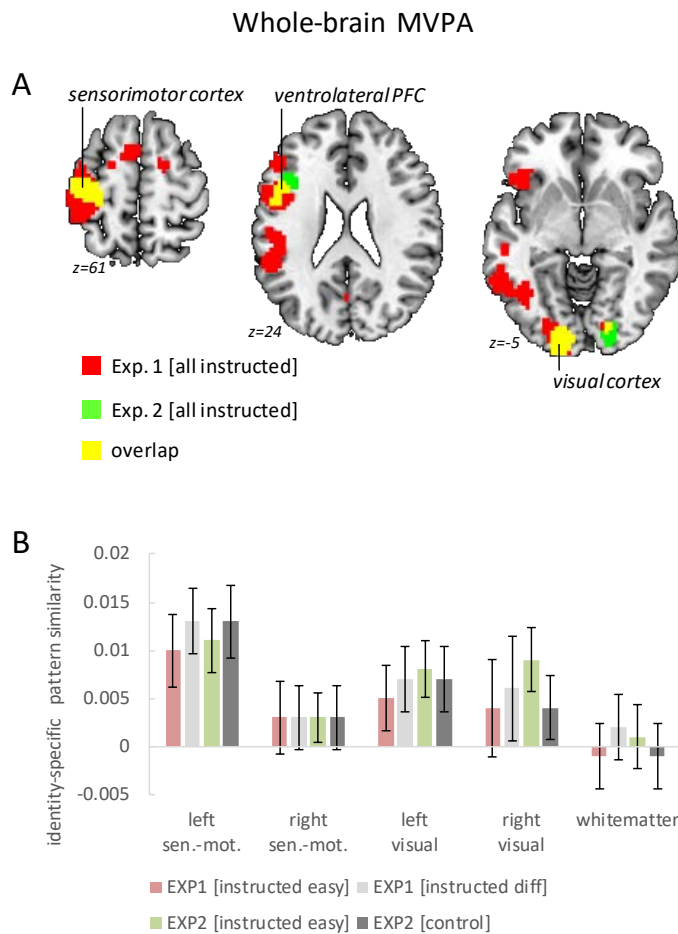 Whole-brain MVPA
A
sensorimotor cortex
ventrolateral PFC
z=61
z=24
z=-5
visual cortex
Exp. 1 [all instructed]
Exp. 2 [all instructed]
overlap
B
identity-specific pattern similarity
0.02
0.015
0.01
0.005
0
-0.005
left
sen.-mot.
right
sen.-mot.
left
visual
right
visual
whitematter
EXP1 [instructed easy]
EXP1 [instructed diff]
EXP2 [instructed easy]
EXP2 [control]